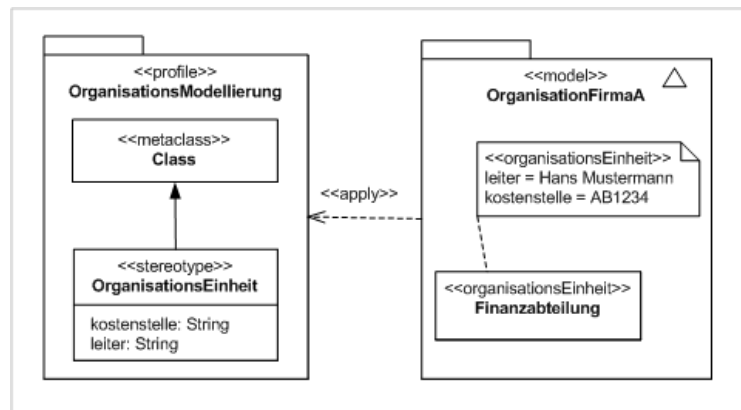 <<profile>>
OrganisationsModellierung
<<metaclass>>
Class
<<stereotype>>
OrganisationsEinheit
kostenstelle: String
leiter: String
<<apply>>
<<model>>
OrganisationFirmaA
<<organisationsEinheit>>
leiter = Hans Mustermann
kostenstelle = AB1234
<<organisationsEinheit>>
Finanzabteilung